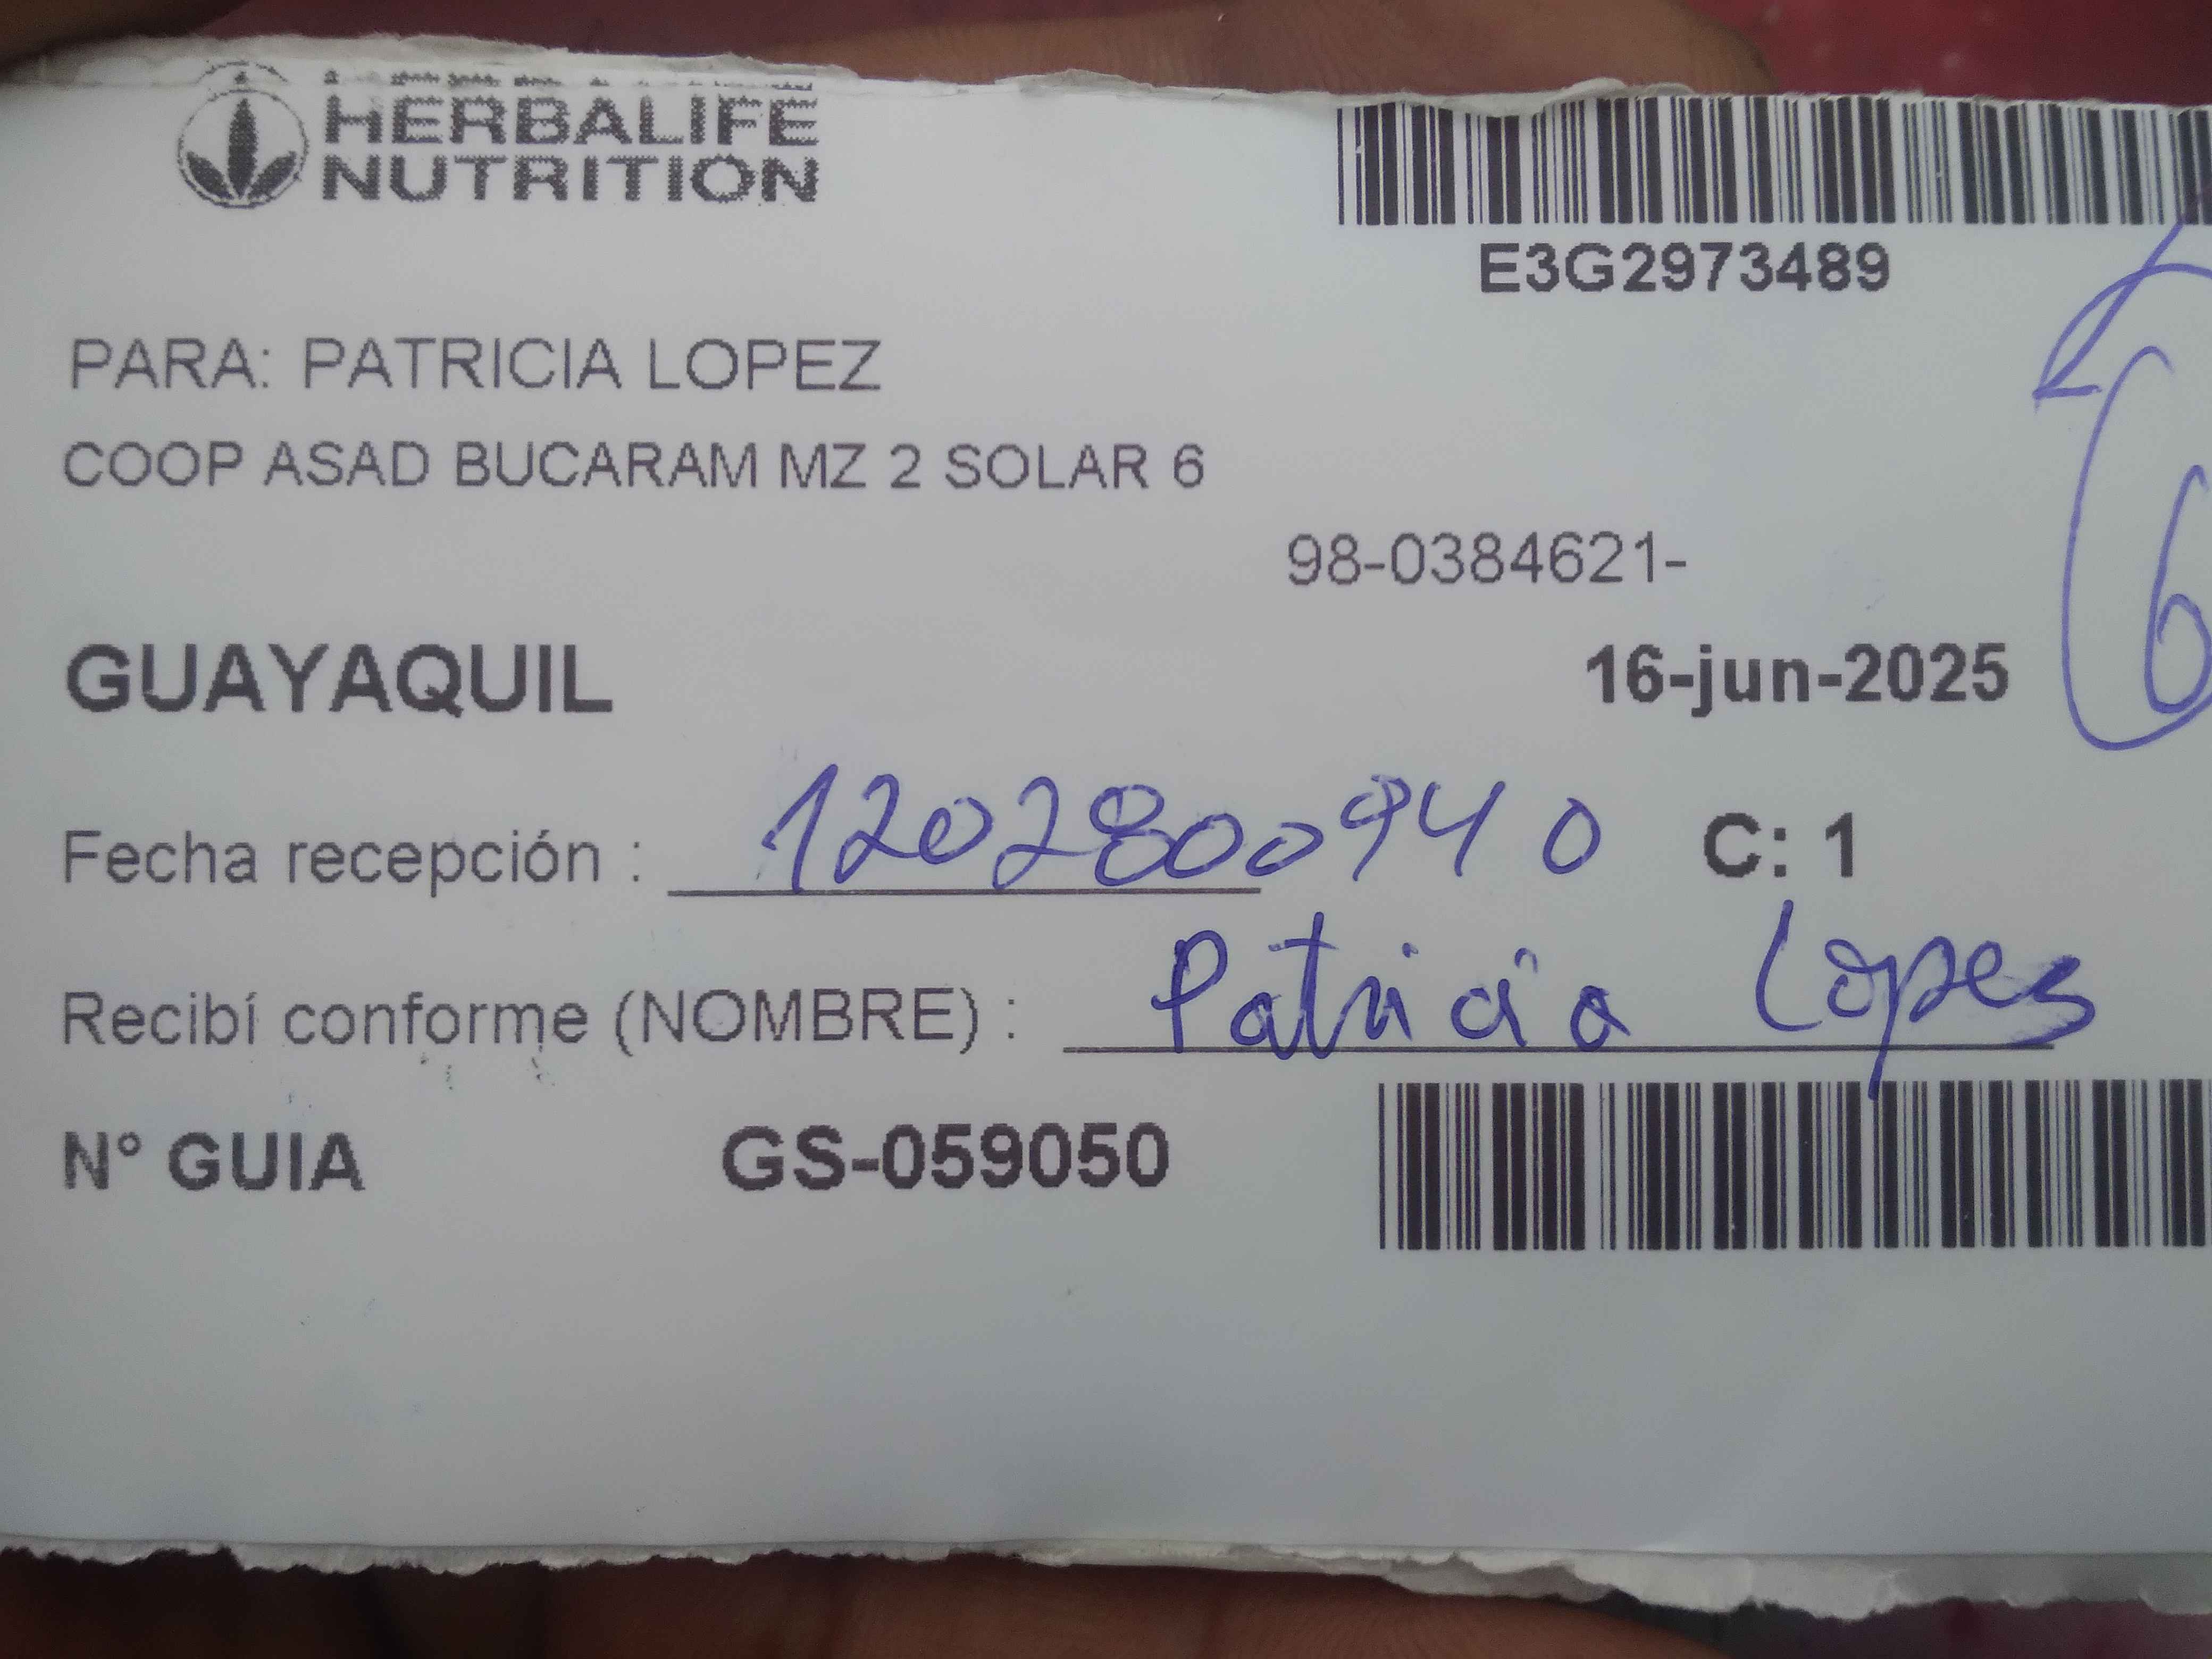 HERBALIFE
NUTRITION
E3G2973489
PARA: PATRICIA LOPEZ
COOP ASAD BUCARAM MZ 2 SOLAR 6
98-0384621-
GUAYAQUIL
16-jun-2025
6
Fecha recepción : 1202800940 C: 1
Recibí conforme (NOMBRE) : Patricia Lopes
N° GUIA GS-059050